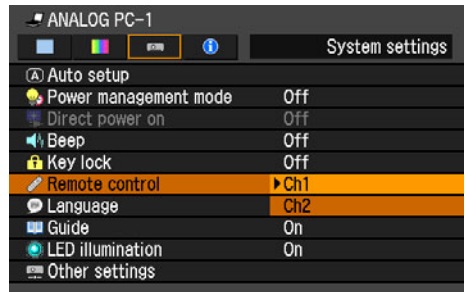 ANALOG PC-1
System settings
Auto setup
Power management mode Off
Direct power on Off
Beep Off
Key lock Off
Remote control Ch1
Language Ch2
Guide On
LED illumination On
Other settings